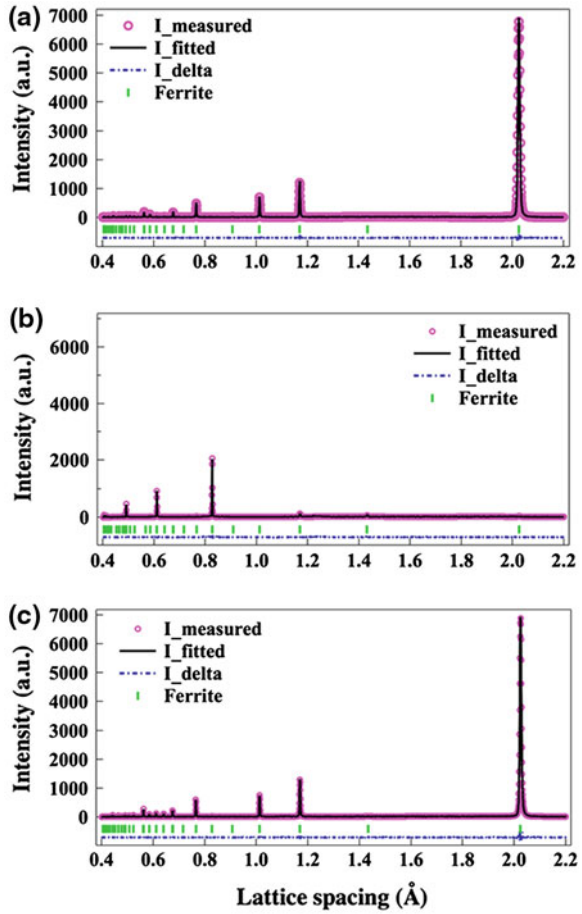 (a)
7000
6000
5000
4000
3000
2000
1000
0
Intensity (a.u.)
I_measured
I_fitted
I_delta
Ferrite
0.4 0.6 0.8 1.0 1.2 1.4 1.6 1.8 2.0 2.2
(b)
6000
4000
2000
0
Intensity (a.u.)
I_measured
I_fitted
I_delta
Ferrite
0.4 0.6 0.8 1.0 1.2 1.4 1.6 1.8 2.0 2.2
(c)
7000
6000
5000
4000
3000
2000
1000
0
Intensity (a.u.)
I_measured
I_fitted
I_delta
Ferrite
0.4 0.6 0.8 1.0 1.2 1.4 1.6 1.8 2.0 2.2
Lattice spacing (Å)